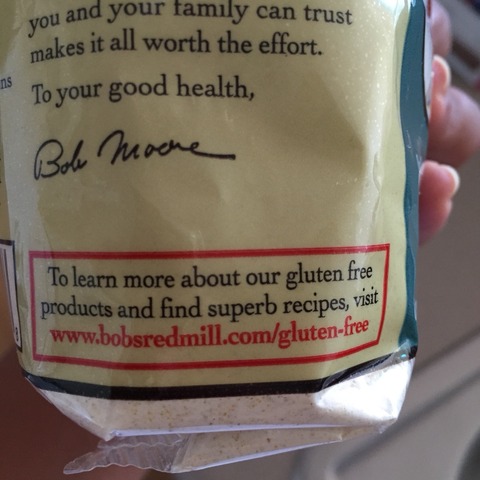 you and your family can trust
makes it all worth the effort.
To your good health,
Bob Moore
To learn more about our gluten free
products and find superb recipes, visit
www.bobsredmill.com/gluten-free